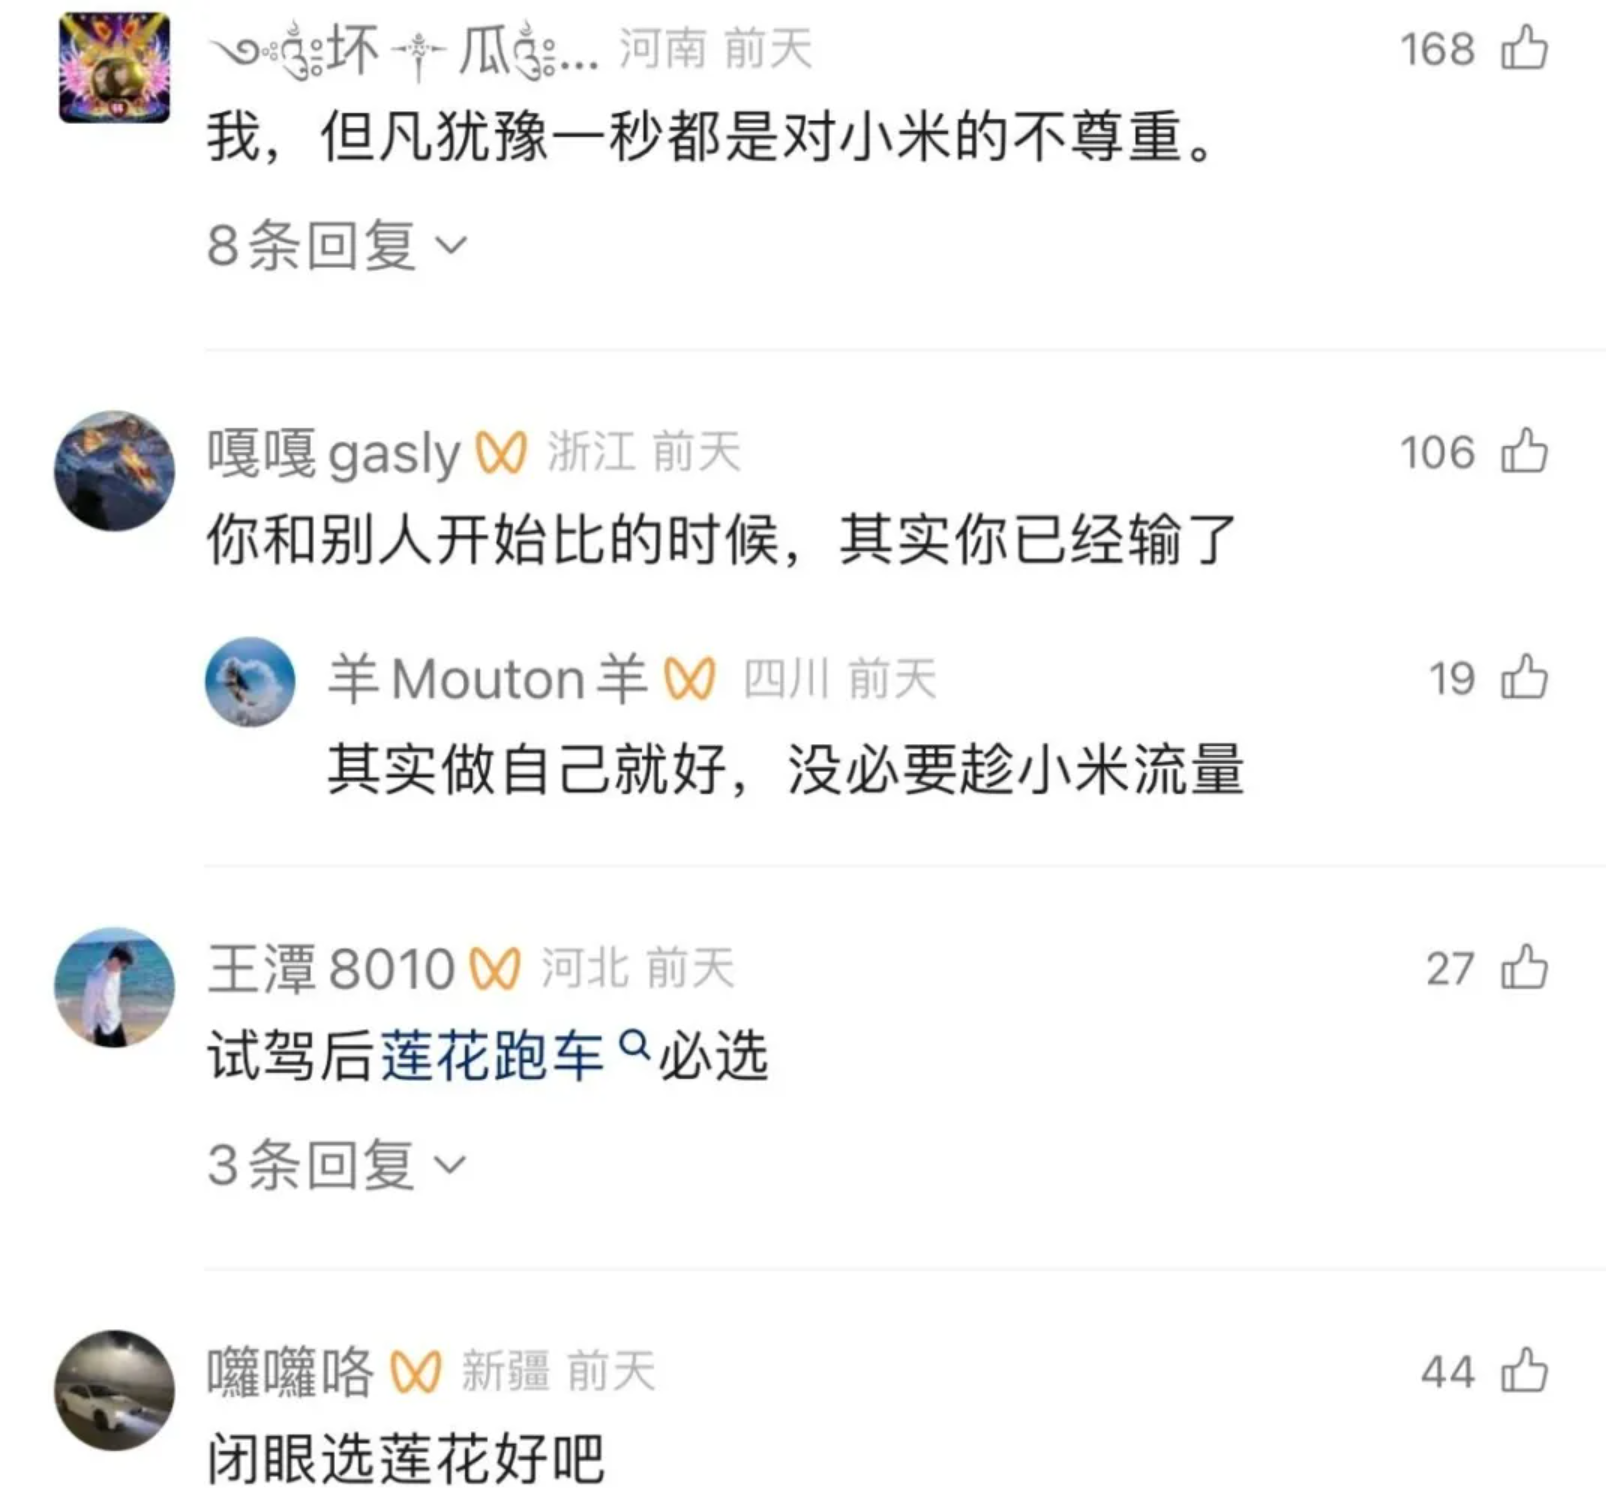 坏 瓜 ... 河南 前天 168
我，但凡犹豫一秒都是对小米的不尊重。
8条回复
嘎嘎gasly 浙江 前天 106
你和别人开始比的时候，其实你已经输了
羊Mouton羊 四川 前天 19
其实做自己就好，没必要趁小米流量
王潭8010 河北 前天 27
试驾后莲花跑车必选
3条回复
囉囉咯 新疆 前天 44
闭眼选莲花好吧